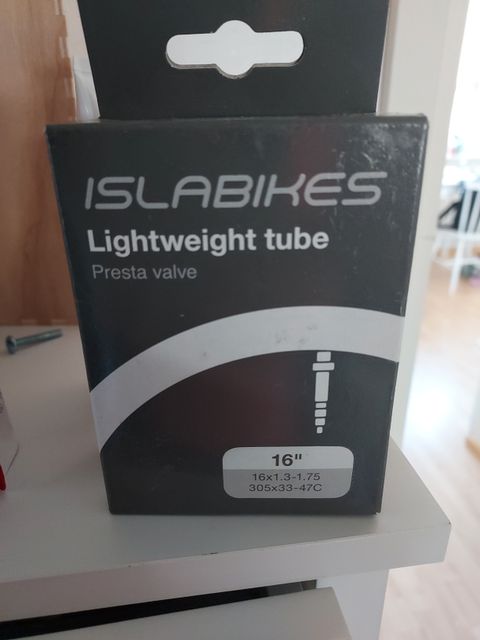 ISLABIKES
Lightweight tube
Presta valve
16"
16x1.3-1.75
305x33-47C